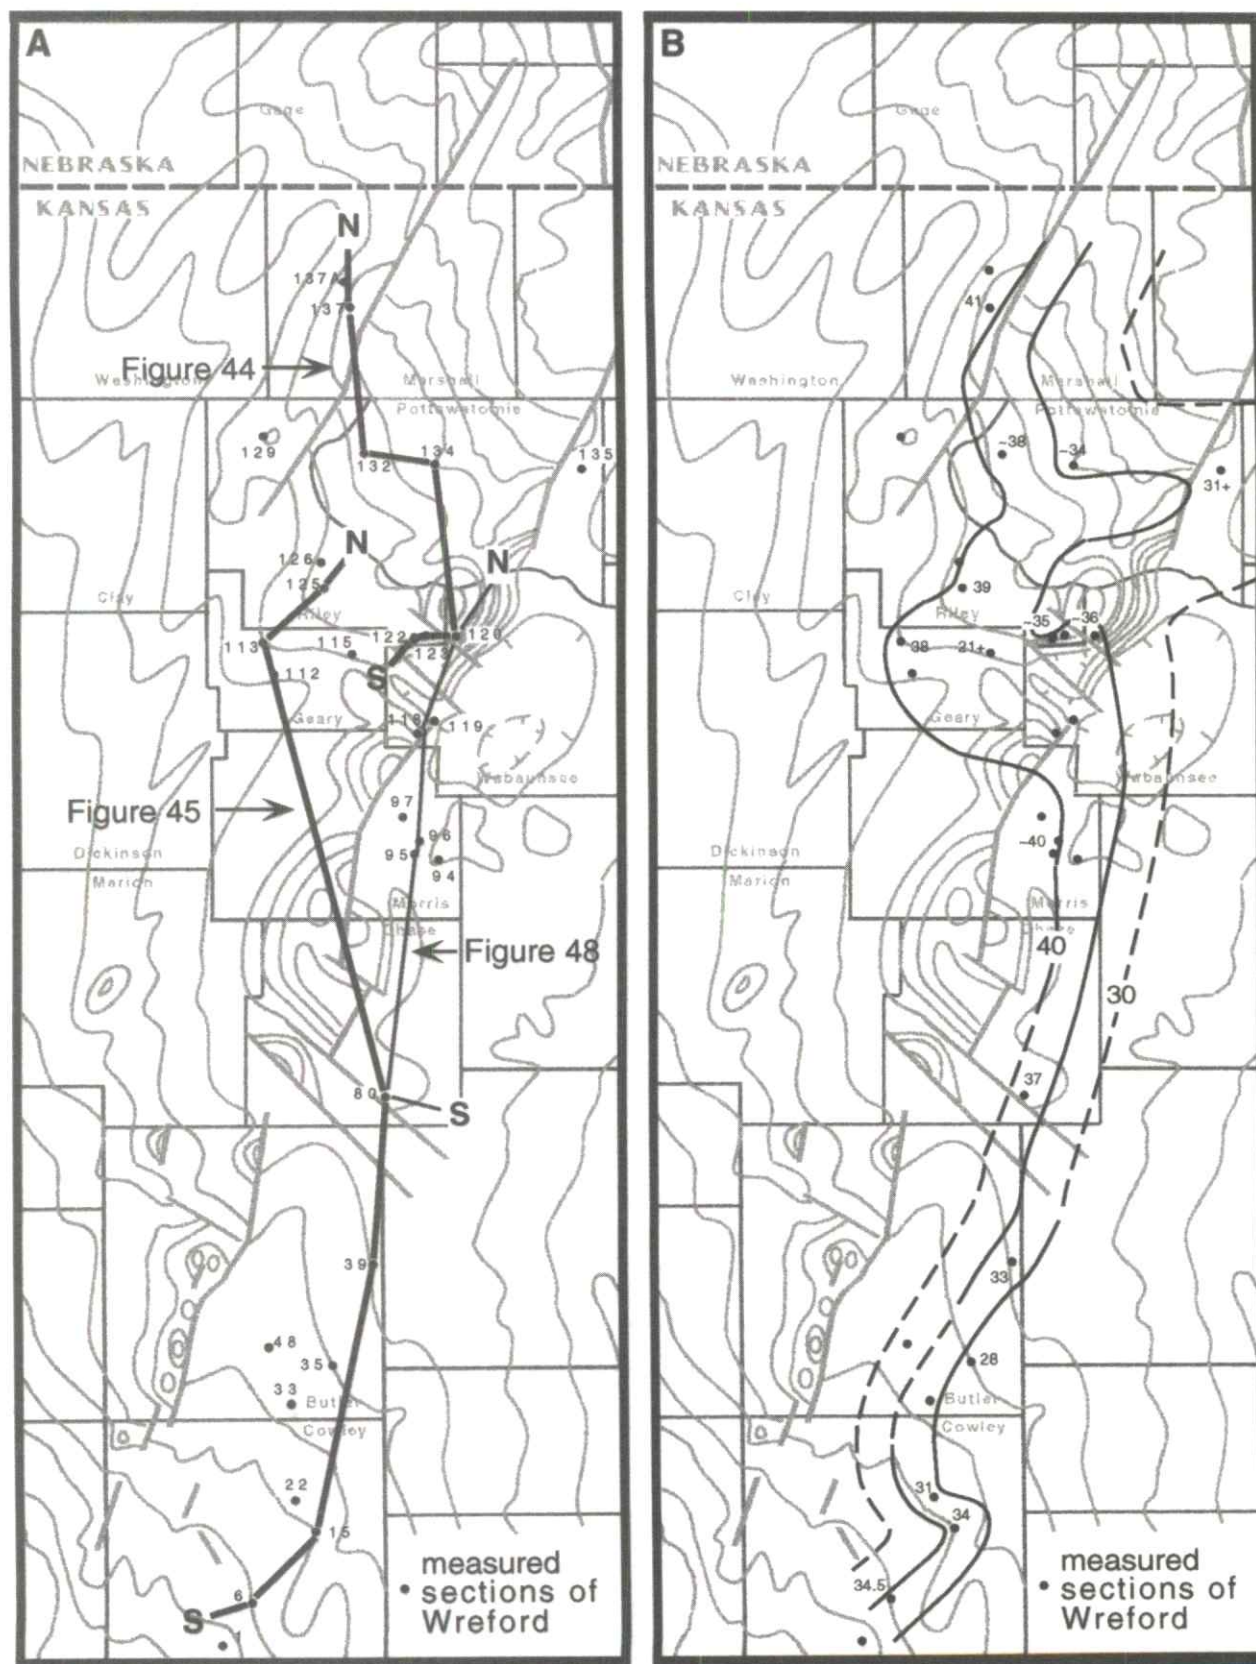 A
Gage
NEBRASKA
KANSAS
N
137A
137
Figure 44
Washington
Marshall
Pottawatomie
129
132
134
135
N
N
126
125
Clay
Riley
113
115
122
123
120
112
S
Geary
118
119
Wabaunsee
97
Figure 45
96
95
94
Dickinson
Marion
Morris
Chase
Figure 48
80
S
39
48
35
33
Butler
Cowley
22
15
6
S
1
measured
sections of
Wreford
B
Gage
NEBRASKA
KANSAS
41
Washington
Marshall
Pottawatomie
~38
~34
31+
39
Clay
Riley
~35
~36
38
21+
Geary
Wabaunsee
~40
Dickinson
Marion
Morris
Chase
40
30
37
33
28
Butler
Cowley
31
34
34.5
measured
sections of
Wreford